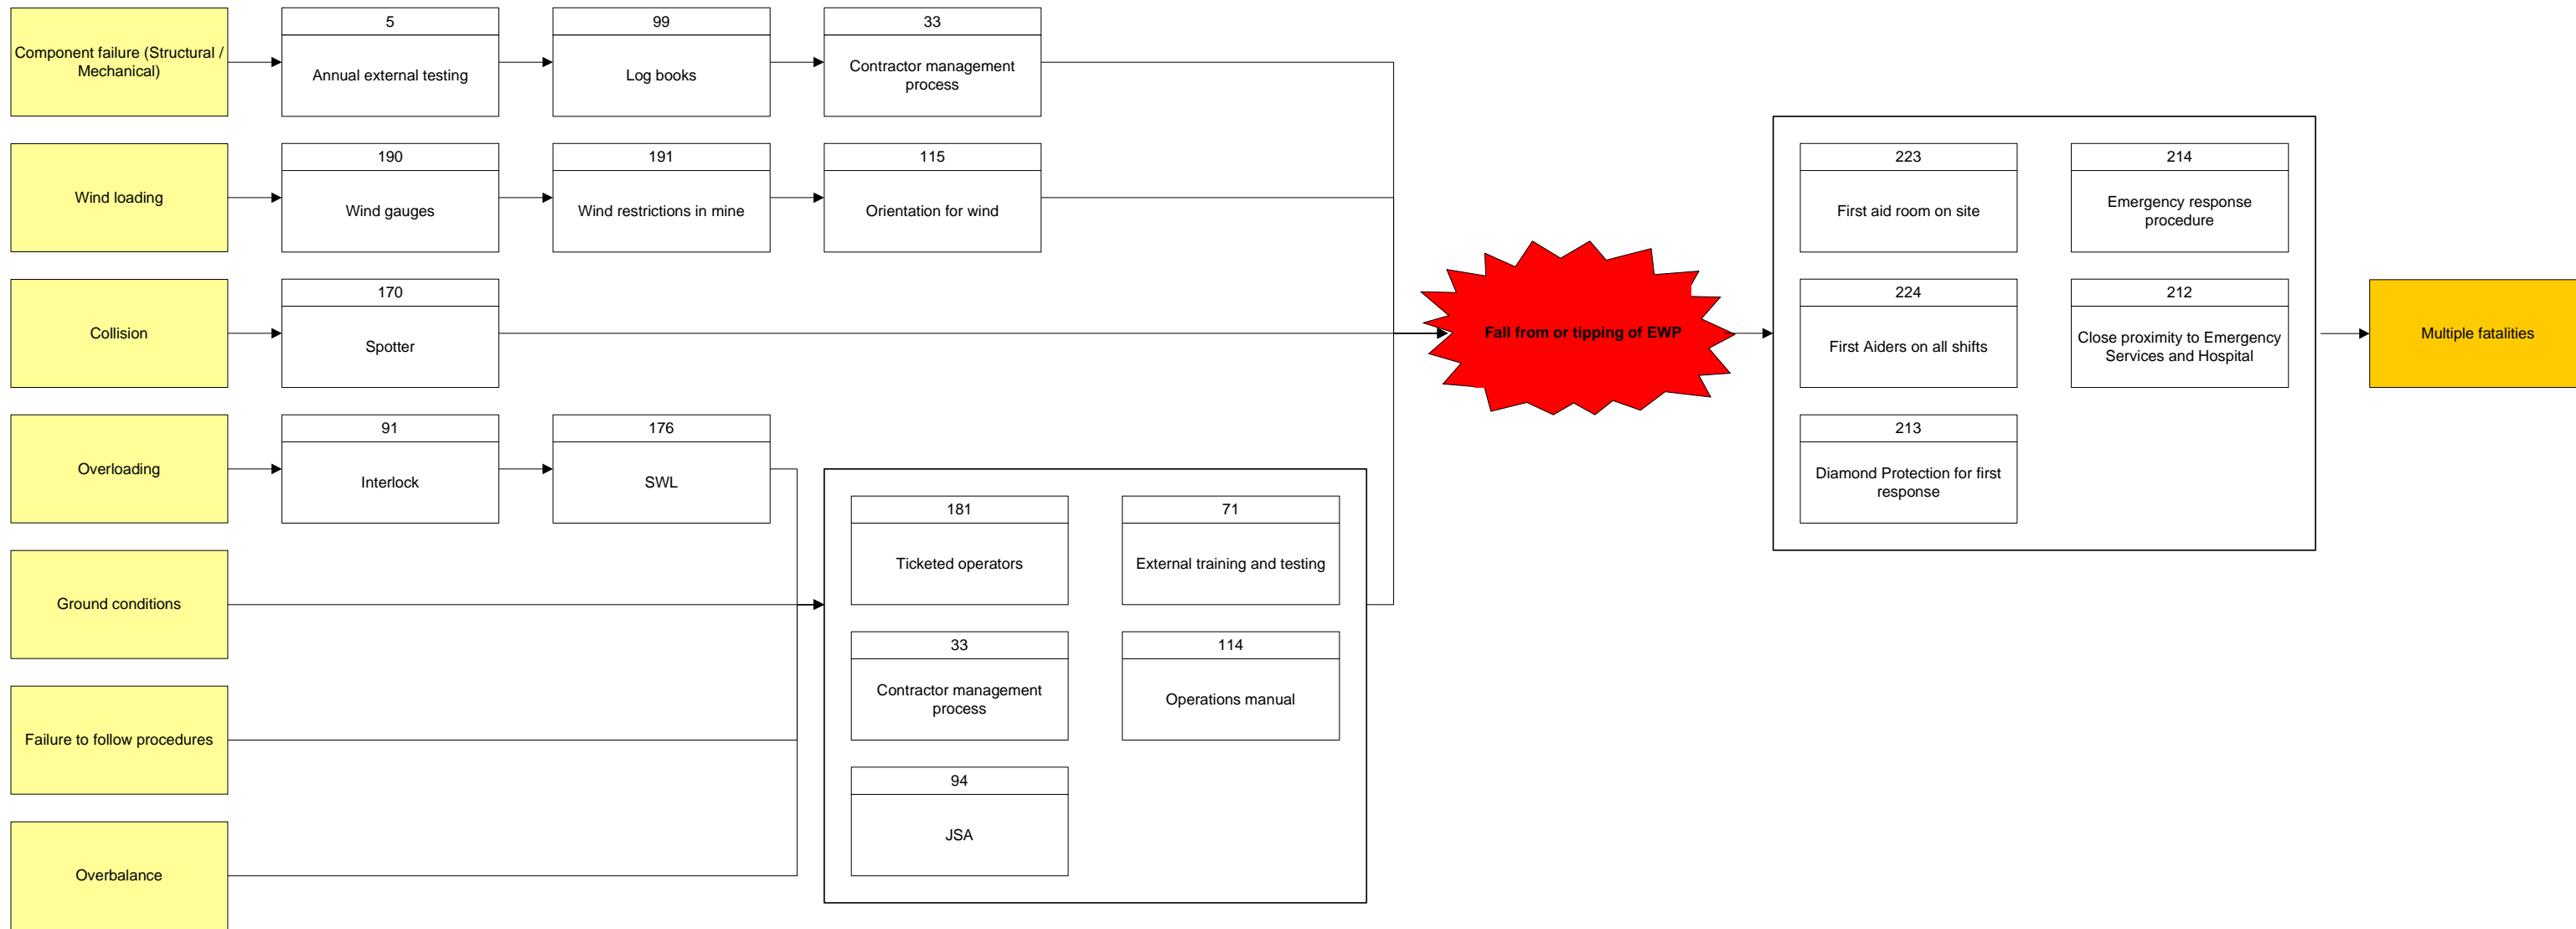 Component failure (Structural /
Mechanical)
5
Annual external testing
99
Log books
33
Contractor management
process
Wind loading
190
Wind gauges
191
Wind restrictions in mine
115
Orientation for wind
Collision
170
Spotter
Overloading
91
Interlock
176
SWL
Ground conditions
Failure to follow procedures
Overbalance
181
Ticketed operators
71
External training and testing
33
Contractor management
process
114
Operations manual
94
JSA
Fall from or tipping of EWP
223
First aid room on site
214
Emergency response
procedure
224
First Aiders on all shifts
212
Close proximity to Emergency
Services and Hospital
213
Diamond Protection for first
response
Multiple fatalities